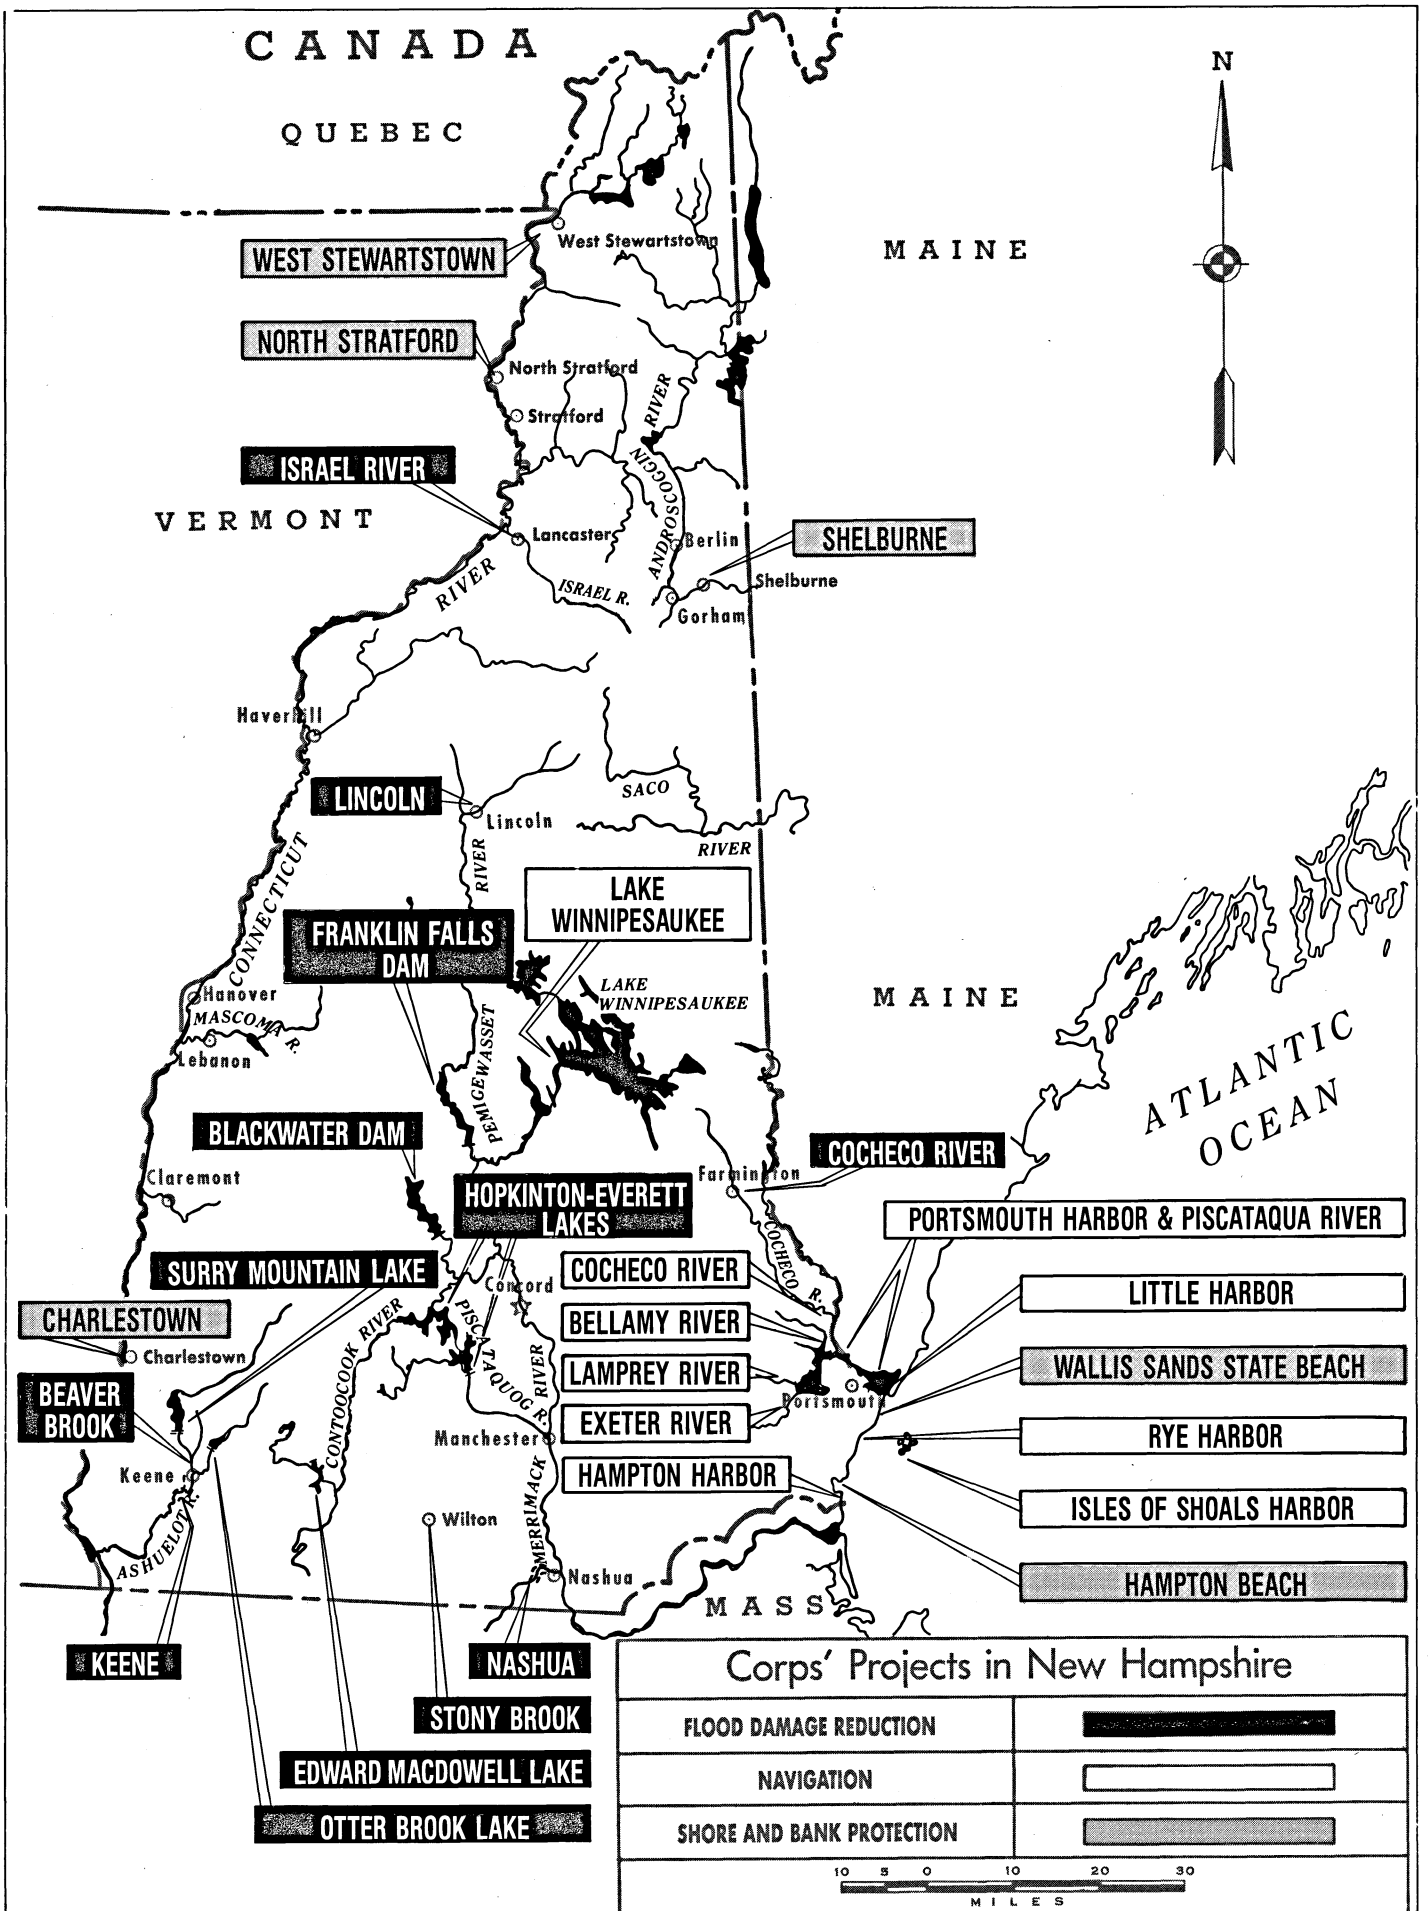 CANADA
QUEBEC
N
MAINE
WEST STEWARTSTOWN
West Stewartstown
NORTH STRATFORD
North Stratford
Stratford
RIVER
ANDROSCOGGIN
ISRAEL RIVER
VERMONT
Lancaster
Berlin
SHELBURNE
Shelburne
RIVER
ISRAEL R.
Gorham
Haverhill
LINCOLN
Lincoln
SACO
RIVER
CONNECTICUT
RIVER
LAKE
WINNIPESAUKEE
FRANKLIN FALLS
DAM
LAKE
WINNIPESAUKEE
MAINE
Hanover
MASCOMA R.
Lebanon
PEMIGEWASSET
ATLANTIC
OCEAN
BLACKWATER DAM
COCHECO RIVER
Claremont
Farmington
HOPKINTON-EVERETT
LAKES
PORTSMOUTH HARBOR & PISCATAQUA RIVER
SURRY MOUNTAIN LAKE
Concord
COCHECO RIVER
COCHECO R.
LITTLE HARBOR
CHARLESTOWN
Charlestown
CONTOOCOOK RIVER
PISCATAQUOG R.
RIVER
BELLAMY RIVER
WALLIS SANDS STATE BEACH
LAMPREY RIVER
BEAVER
BROOK
Portsmouth
EXETER RIVER
RYE HARBOR
Manchester
Keene
HAMPTON HARBOR
ISLES OF SHOALS HARBOR
ASHUELOT R.
Wilton
MERRIMACK
Nashua
HAMPTON BEACH
MASS
KEENE
NASHUA
STONY BROOK
EDWARD MACDOWELL LAKE
OTTER BROOK LAKE
Corps' Projects in New Hampshire
FLOOD DAMAGE REDUCTION
NAVIGATION
SHORE AND BANK PROTECTION
10 5 0 10 20 30
MILES